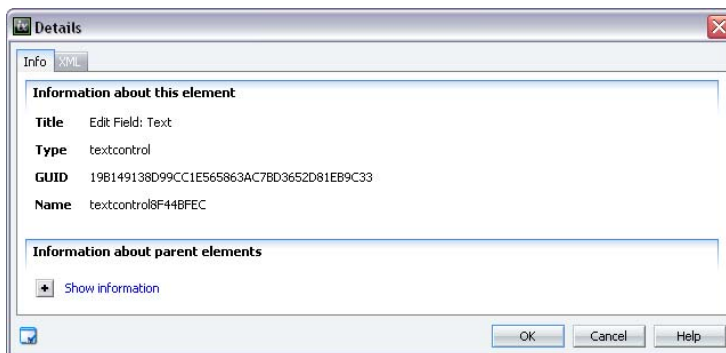 Details
Info XML
Information about this element
Title Edit Field: Text
Type textcontrol
GUID 19B149138D99CC1E565863AC7BD3652D81EB9C33
Name textcontrol8F44BFEC
Information about parent elements
+ Show information
OK Cancel Help